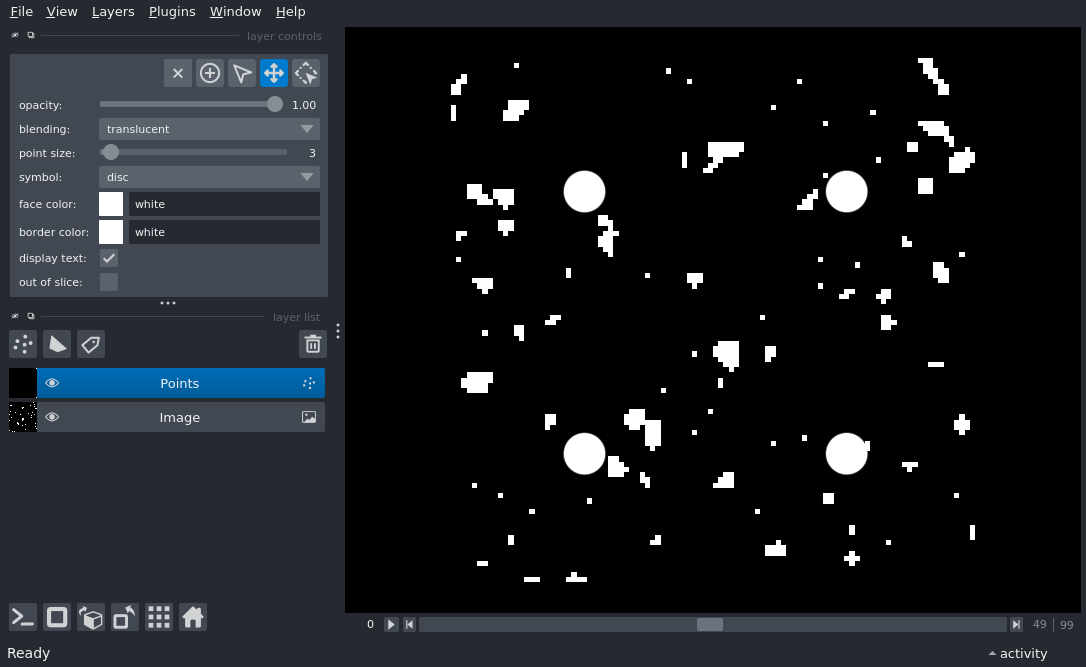 File View Layers Plugins Window Help
layer controls
opacity: 1.00
blending: translucent
point size: 3
symbol: disc
face color: white
border color: white
display text:
out of slice:
layer list
Points
Image
0 49 | 99
Ready activity